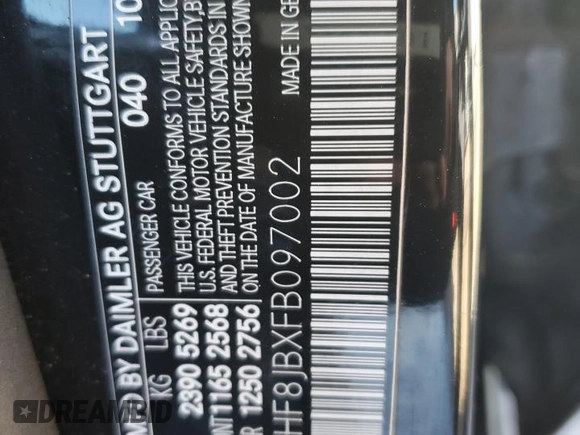 BY DAIMLER AG STUTTGART 10
KG LBS PASSENGER CAR 040
2390 5269 THIS VEHICLE CONFORMS TO ALL APPLIC
1165 2568 U.S. FEDERAL MOTOR VEHICLE SAFETY, B
AND THEFT PREVENTION STANDARDS
1250 2756 ON THE DATE OF MANUFACTURE SHOWN
HF8JBXFB097002 MADE IN GE
DREAMBID